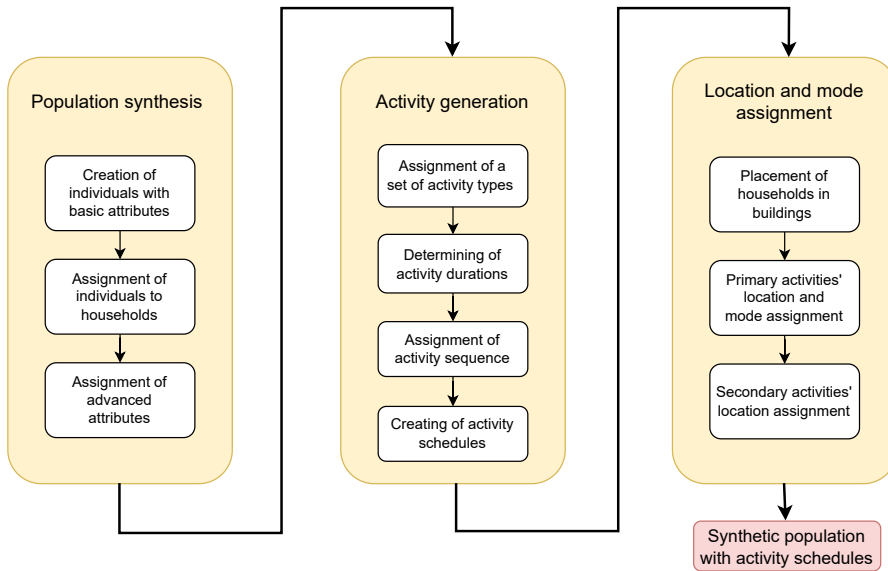 Population synthesis
Creation of
individuals with
basic attributes
Assignment of
individuals to
households
Assignment of
advanced
attributes
Activity generation
Assignment of a
set of activity types
Determining of
activity durations
Assignment of
activity sequence
Creating of activity
schedules
Location and mode
assignment
Placement of
households in
buildings
Primary activities'
location and
mode assignment
Secondary activities'
location assignment
Synthetic population
with activity schedules